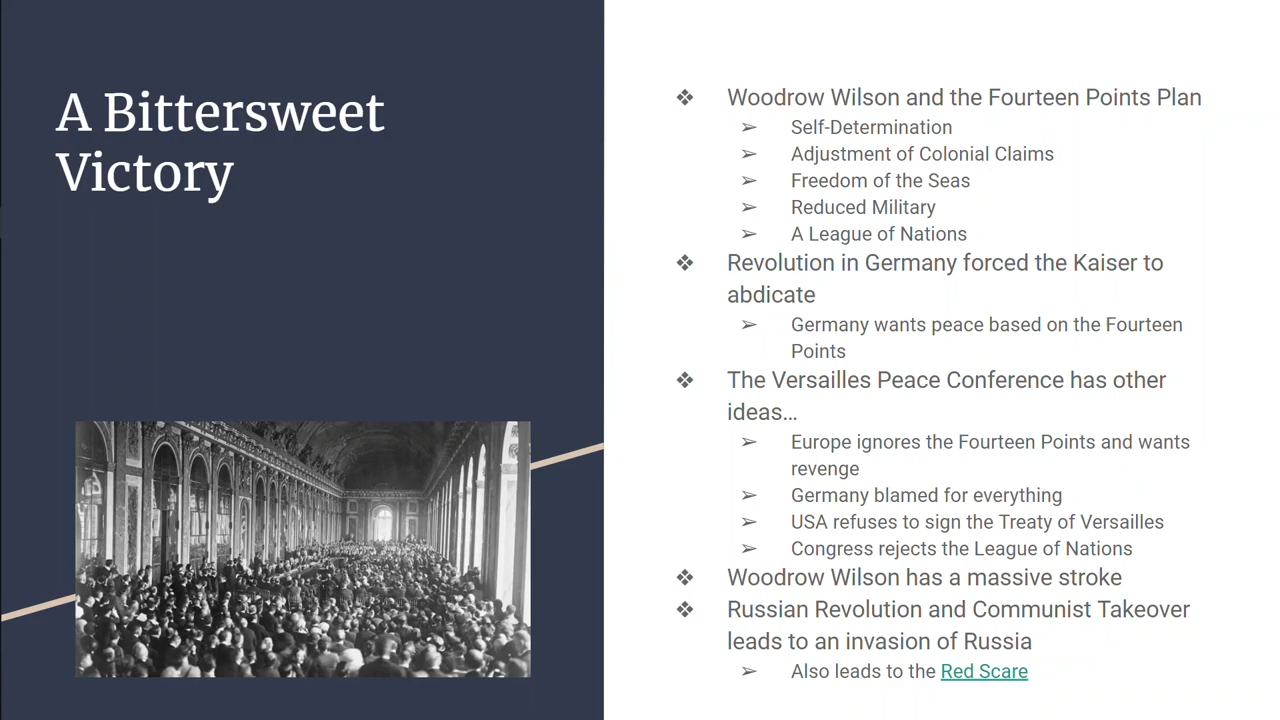 A Bittersweet
Victory
❖ Woodrow Wilson and the Fourteen Points Plan
➢ Self-Determination
➢ Adjustment of Colonial Claims
➢ Freedom of the Seas
➢ Reduced Military
➢ A League of Nations
❖ Revolution in Germany forced the Kaiser to
abdicate
➢ Germany wants peace based on the Fourteen
Points
❖ The Versailles Peace Conference has other
ideas…
➢ Europe ignores the Fourteen Points and wants
revenge
➢ Germany blamed for everything
➢ USA refuses to sign the Treaty of Versailles
➢ Congress rejects the League of Nations
❖ Woodrow Wilson has a massive stroke
❖ Russian Revolution and Communist Takeover
leads to an invasion of Russia
➢ Also leads to the Red Scare